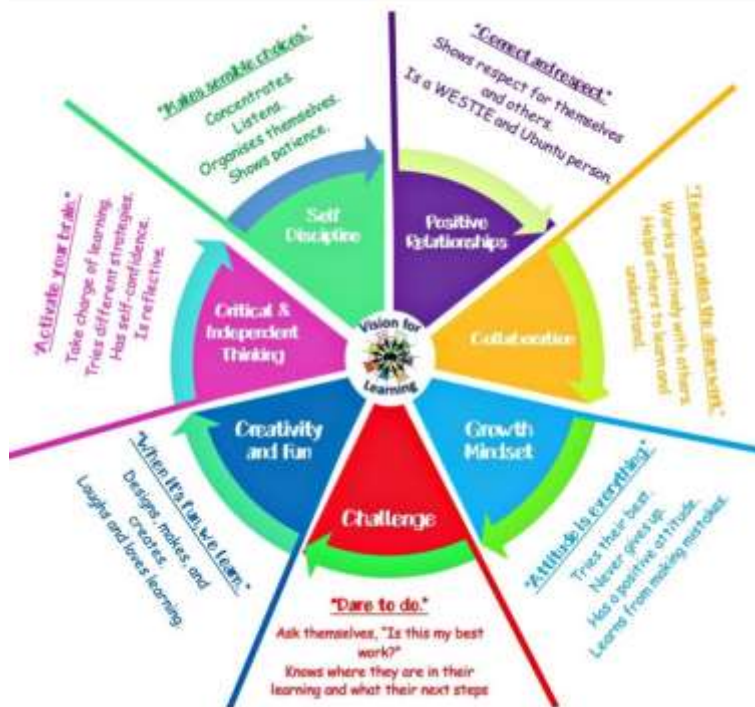 Vision for
Learning
Positive
Relationships
"Connect and respect."
Shows respect for themselves
and others.
Is a WESTIE and Ubuntu person.
Collaboration
"Teamwork makes the dream work."
Works positively with others.
Helps others to learn and
understand.
Growth
Mindset
"Attitude is everything"
Tries their best.
Never gives up.
Has a positive attitude.
Learns from making mistakes.
Challenge
"Dare to do."
Ask themselves, "Is this my best
work?"
Knows where they are in their
learning and what their next steps
Creativity
and Fun
"When it's fun, we learn."
Designs, makes, and
creates.
Laughs and loves learning.
Critical &
Independent
Thinking
"Activate your brain."
Take charge of learning.
Tries different strategies.
Has self-confidence.
Is reflective.
Self
Discipline
"Makes sensible choices."
Concentrates.
Listens.
Organises themselves.
Shows patience.